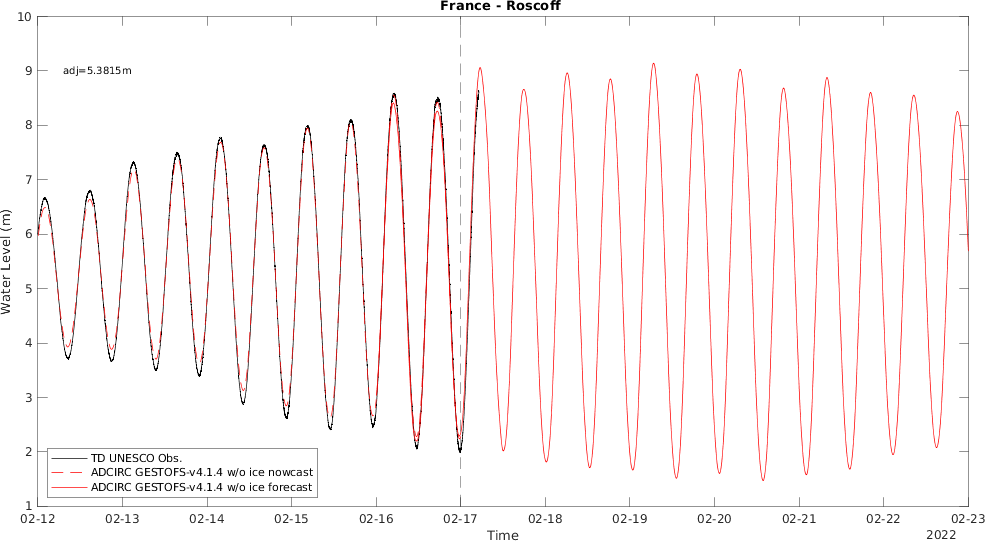 France - Roscoff
adj=5.3815m
Water Level (m)
10
9
8
7
6
5
4
3
2
1
TD UNESCO Obs.
ADCIRC GESTOFS-v4.1.4 w/o ice nowcast
ADCIRC GESTOFS-v4.1.4 w/o ice forecast
02-12 02-13 02-14 02-15 02-16 02-17 02-18 02-19 02-20 02-21 02-22 02-23
Time
2022